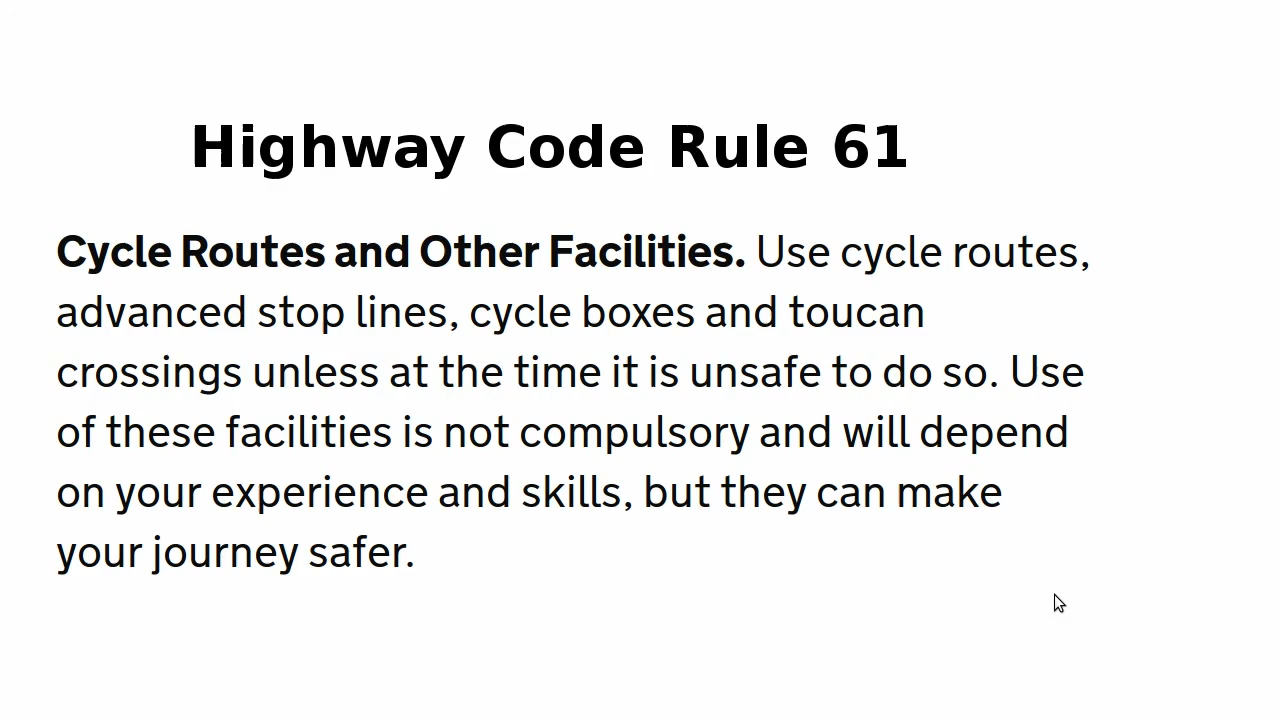 Highway Code Rule 61
Cycle Routes and Other Facilities. Use cycle routes,
advanced stop lines, cycle boxes and toucan
crossings unless at the time it is unsafe to do so. Use
of these facilities is not compulsory and will depend
on your experience and skills, but they can make
your journey safer.